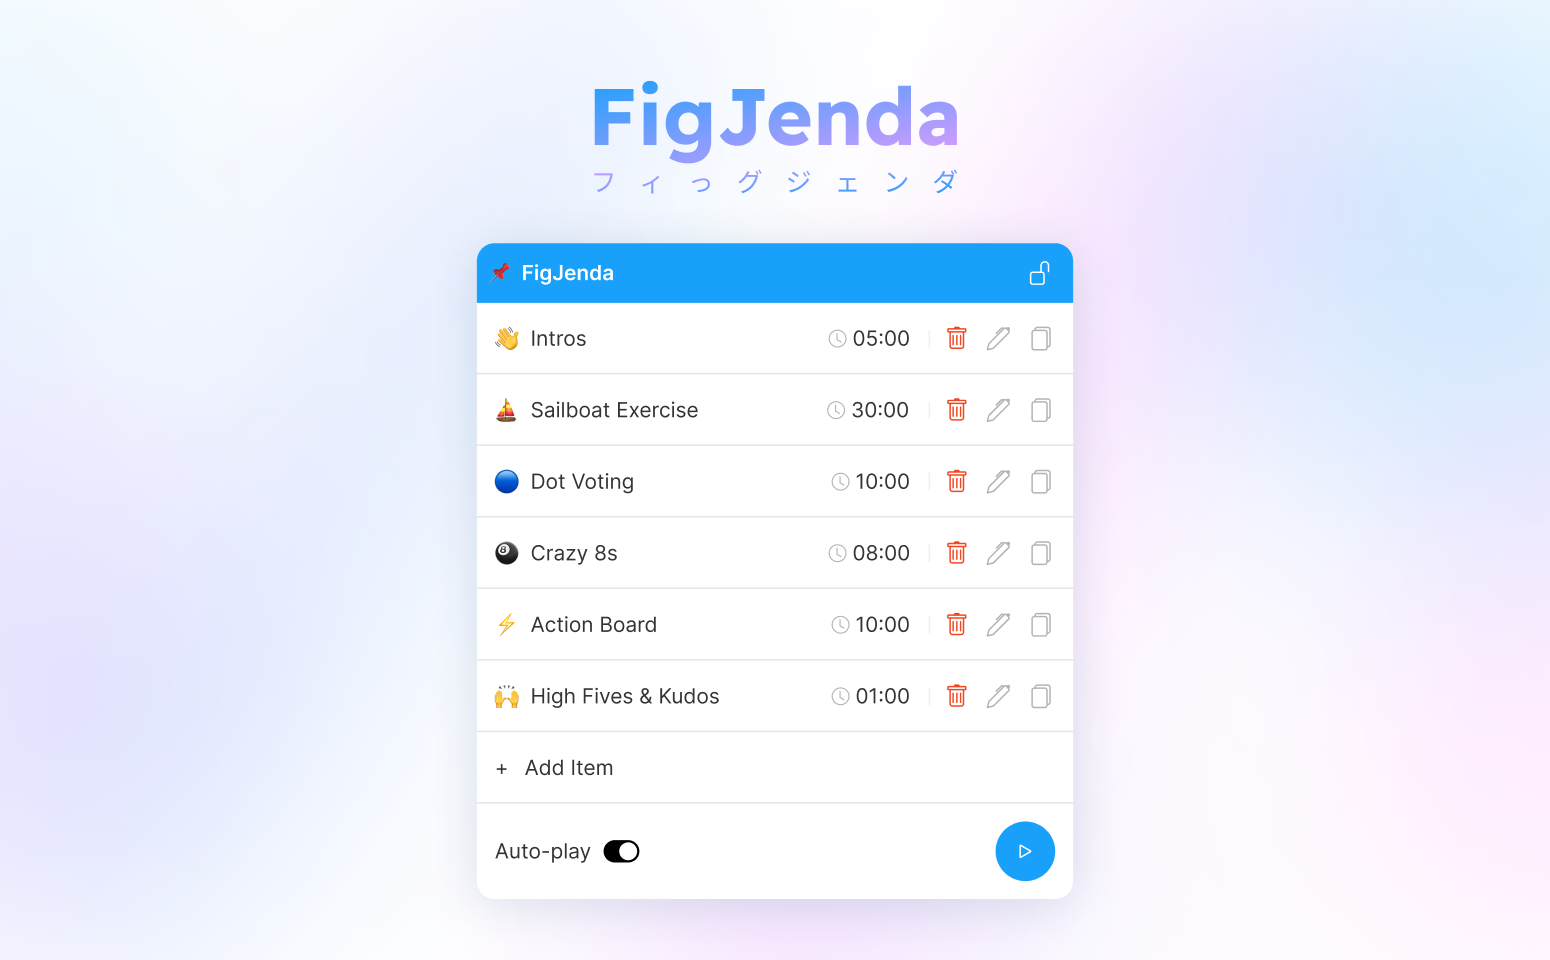 FigJenda
フィっグジェンダ
📌 FigJenda
👋 Intros 05:00
⛵ Sailboat Exercise 30:00
🔵 Dot Voting 10:00
🎱 Crazy 8s 08:00
⚡ Action Board 10:00
🙌 High Fives & Kudos 01:00
+ Add Item
Auto-play